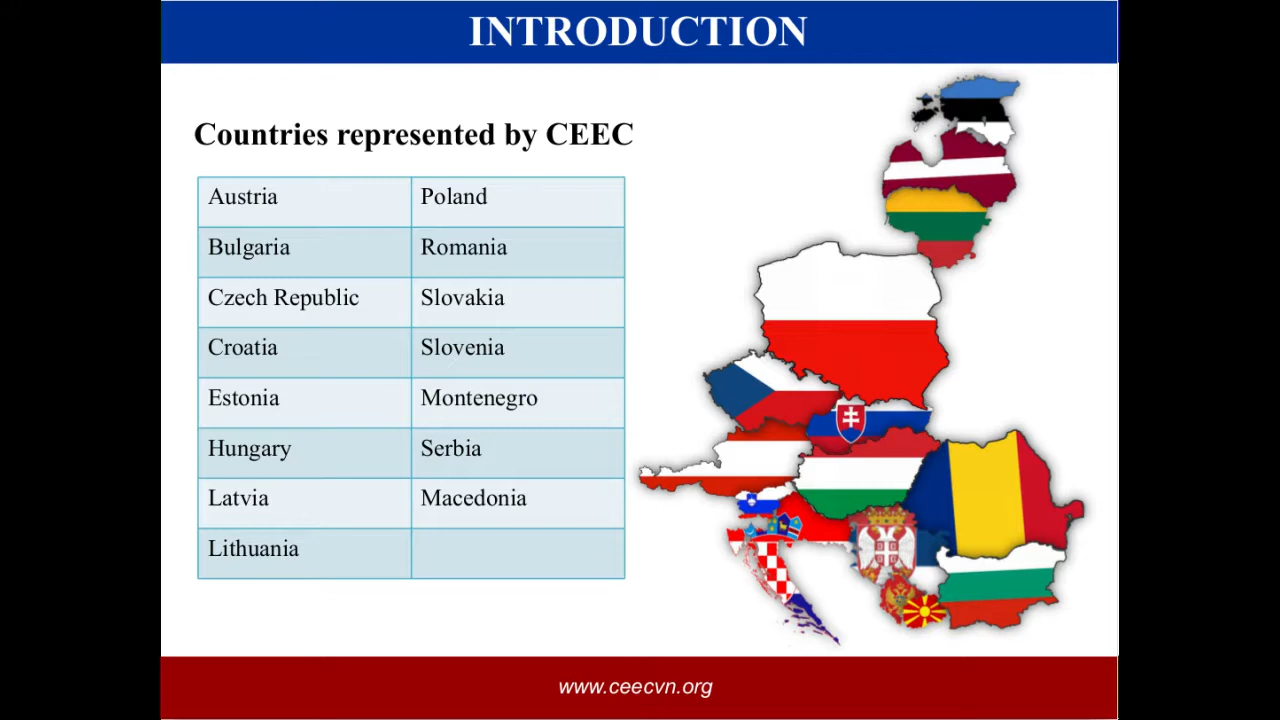 INTRODUCTION
Countries represented by CEEC
Austria Poland
Bulgaria Romania
Czech Republic Slovakia
Croatia Slovenia
Estonia Montenegro
Hungary Serbia
Latvia Macedonia
Lithuania
www.ceecvn.org